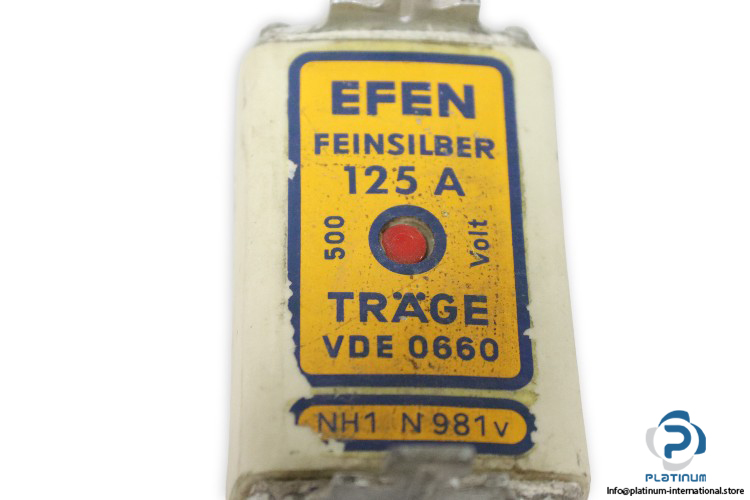 EFEN
FEINSILBER
125 A
500 Volt
TRÄGE
VDE 0660
NH1 N 981v
PLATINUM
Info@platinum-international.store